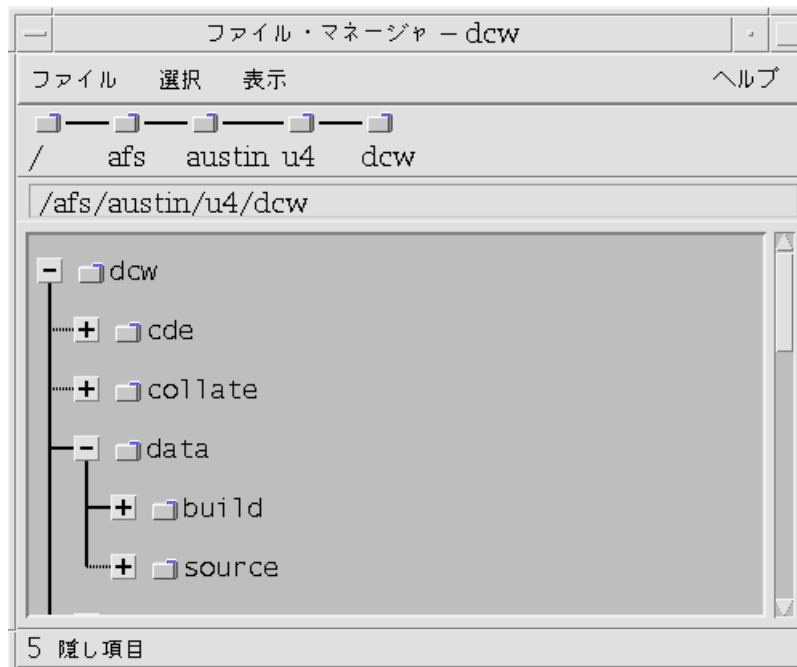 ファイル・マネージャ – dcw
ファイル 選択 表示 ヘルプ
/ afs austin u4 dcw
/afs/austin/u4/dcw
dcw
cde
collate
data
build
source
5 隠し項目